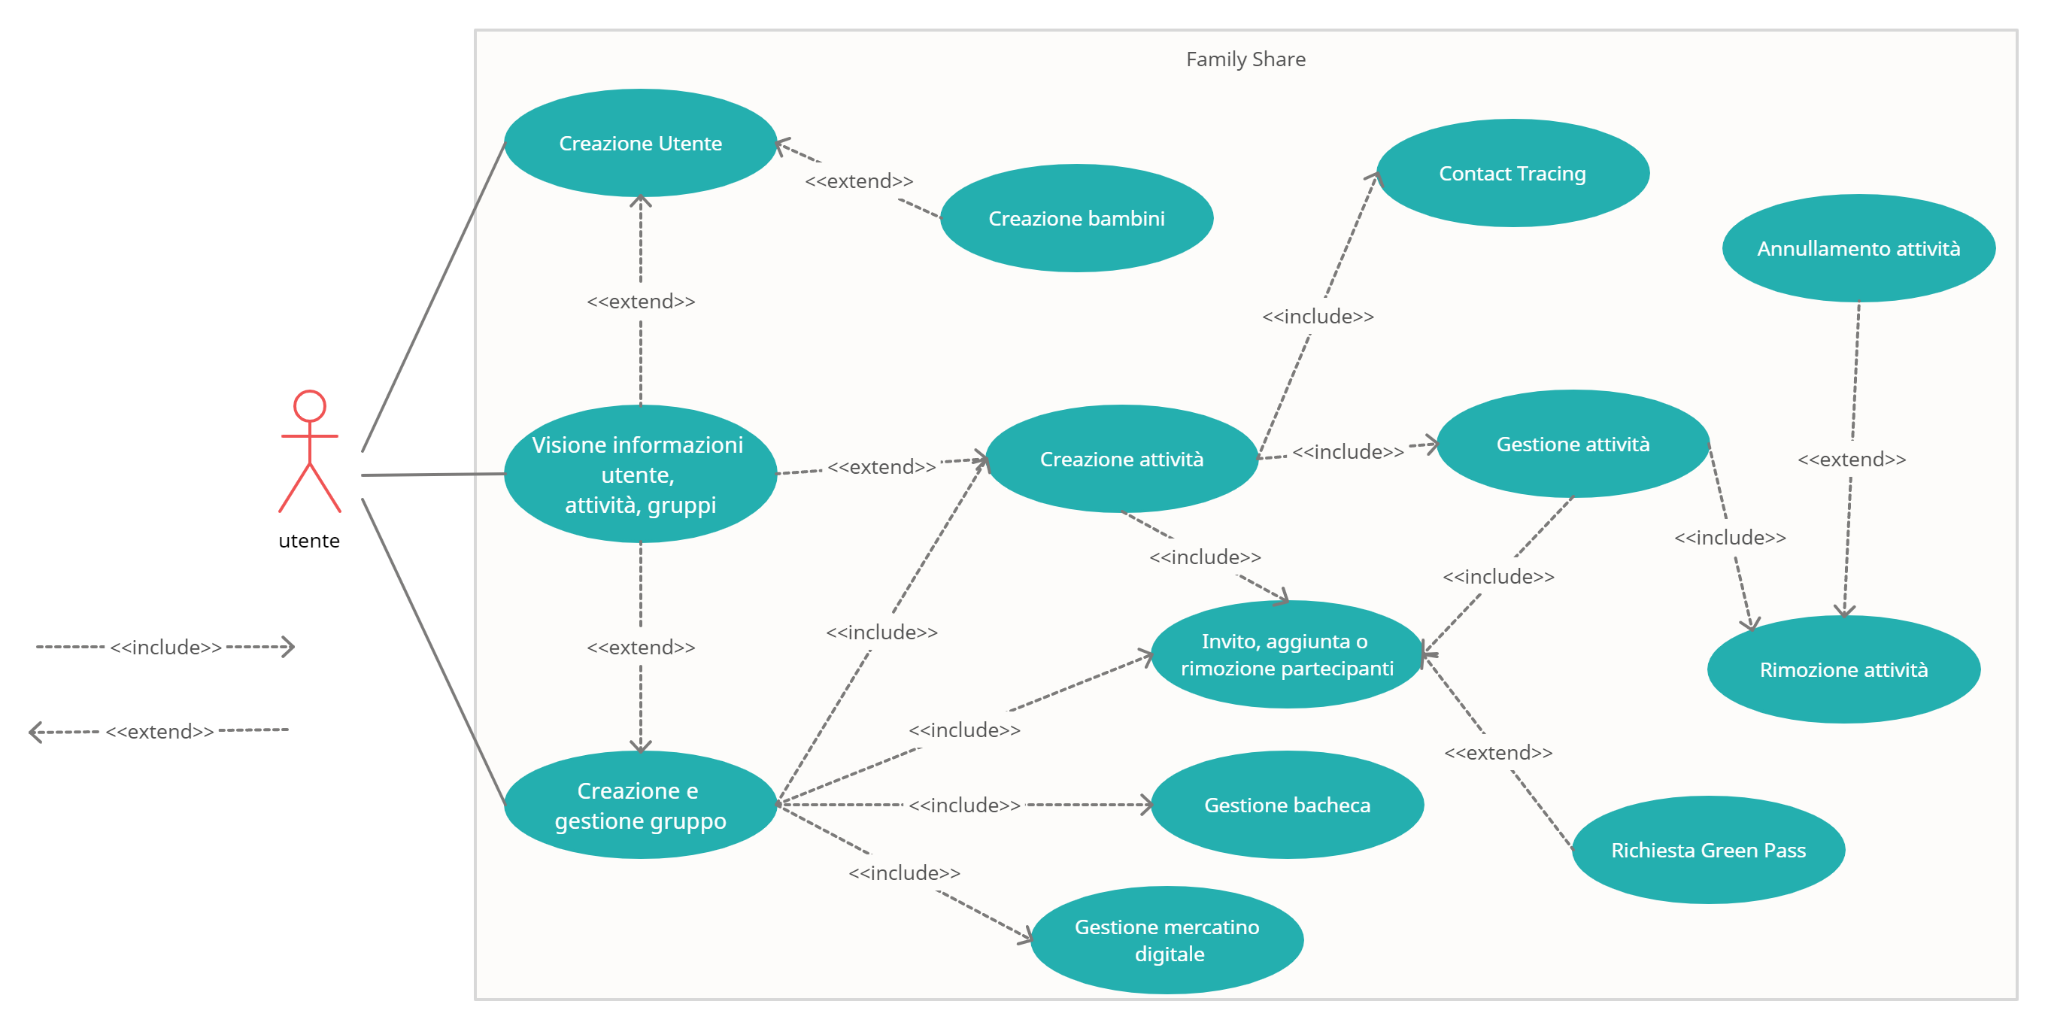 Family Share
Creazione Utente
<<extend>>
Creazione bambini
Contact Tracing
Annullamento attività
<<extend>>
<<include>>
Visione informazioni
utente,
attività, gruppi
<<extend>>
Creazione attività
<<include>>
Gestione attività
<<extend>>
utente
<<include>>
<<include>>
<<include>>
<<include>>
<<extend>>
<<include>>
<<extend>>
Invito, aggiunta o
rimozione partecipanti
Rimozione attività
<<include>>
<<extend>>
Creazione e
gestione gruppo
<<include>>
Gestione bacheca
Richiesta Green Pass
<<include>>
Gestione mercatino
digitale